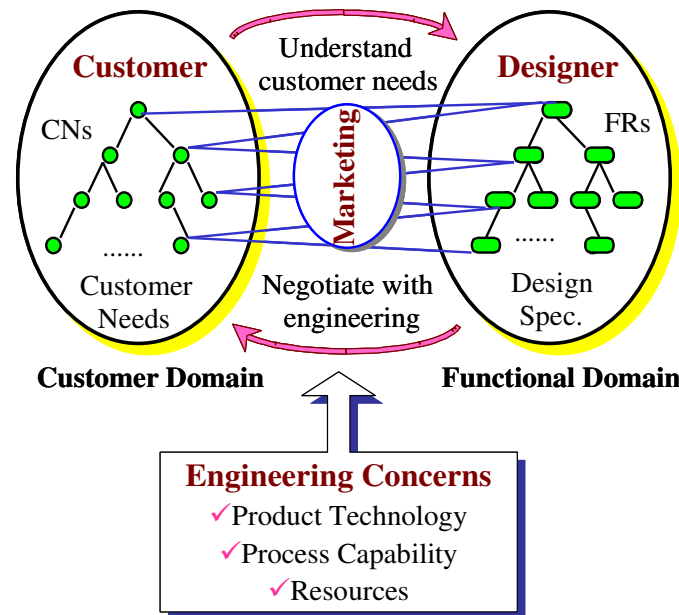 Understand
customer needs
Customer
CNs
......
Customer
Needs
Marketing
Designer
FRs
......
Design
Spec.
Negotiate with
engineering
Customer Domain
Functional Domain
Engineering Concerns
✓Product Technology
✓Process Capability
✓Resources